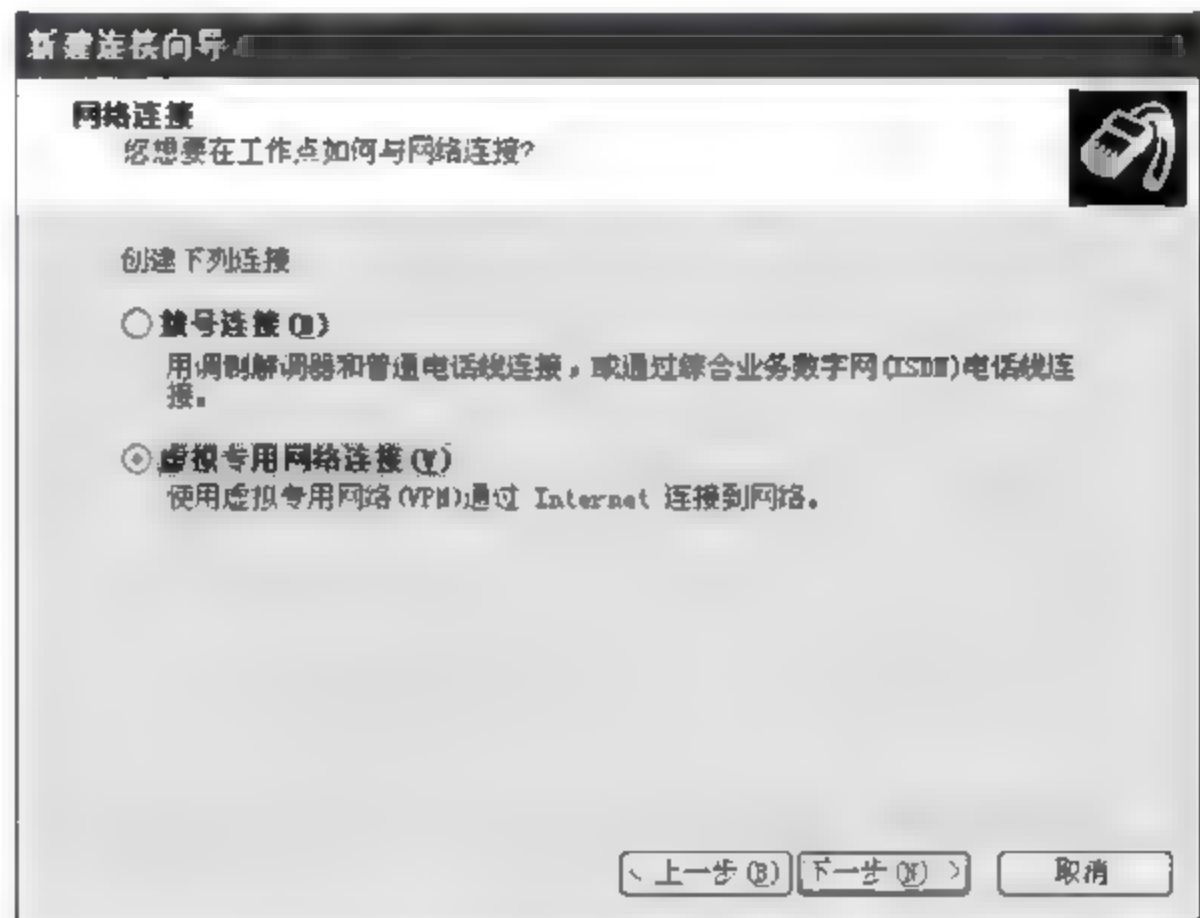 新建连接向导
网络连接
您想要在工作点如何与网络连接?
创建下列连接
拨号连接(D)
用调制解调器和普通电话线连接,或通过综合业务数字网(ISDN)电话线连
接。
虚拟专用网络连接(V)
使用虚拟专用网络(VPN)通过 Internet 连接到网络。
< 上一步(B) 下一步(N) > 取消